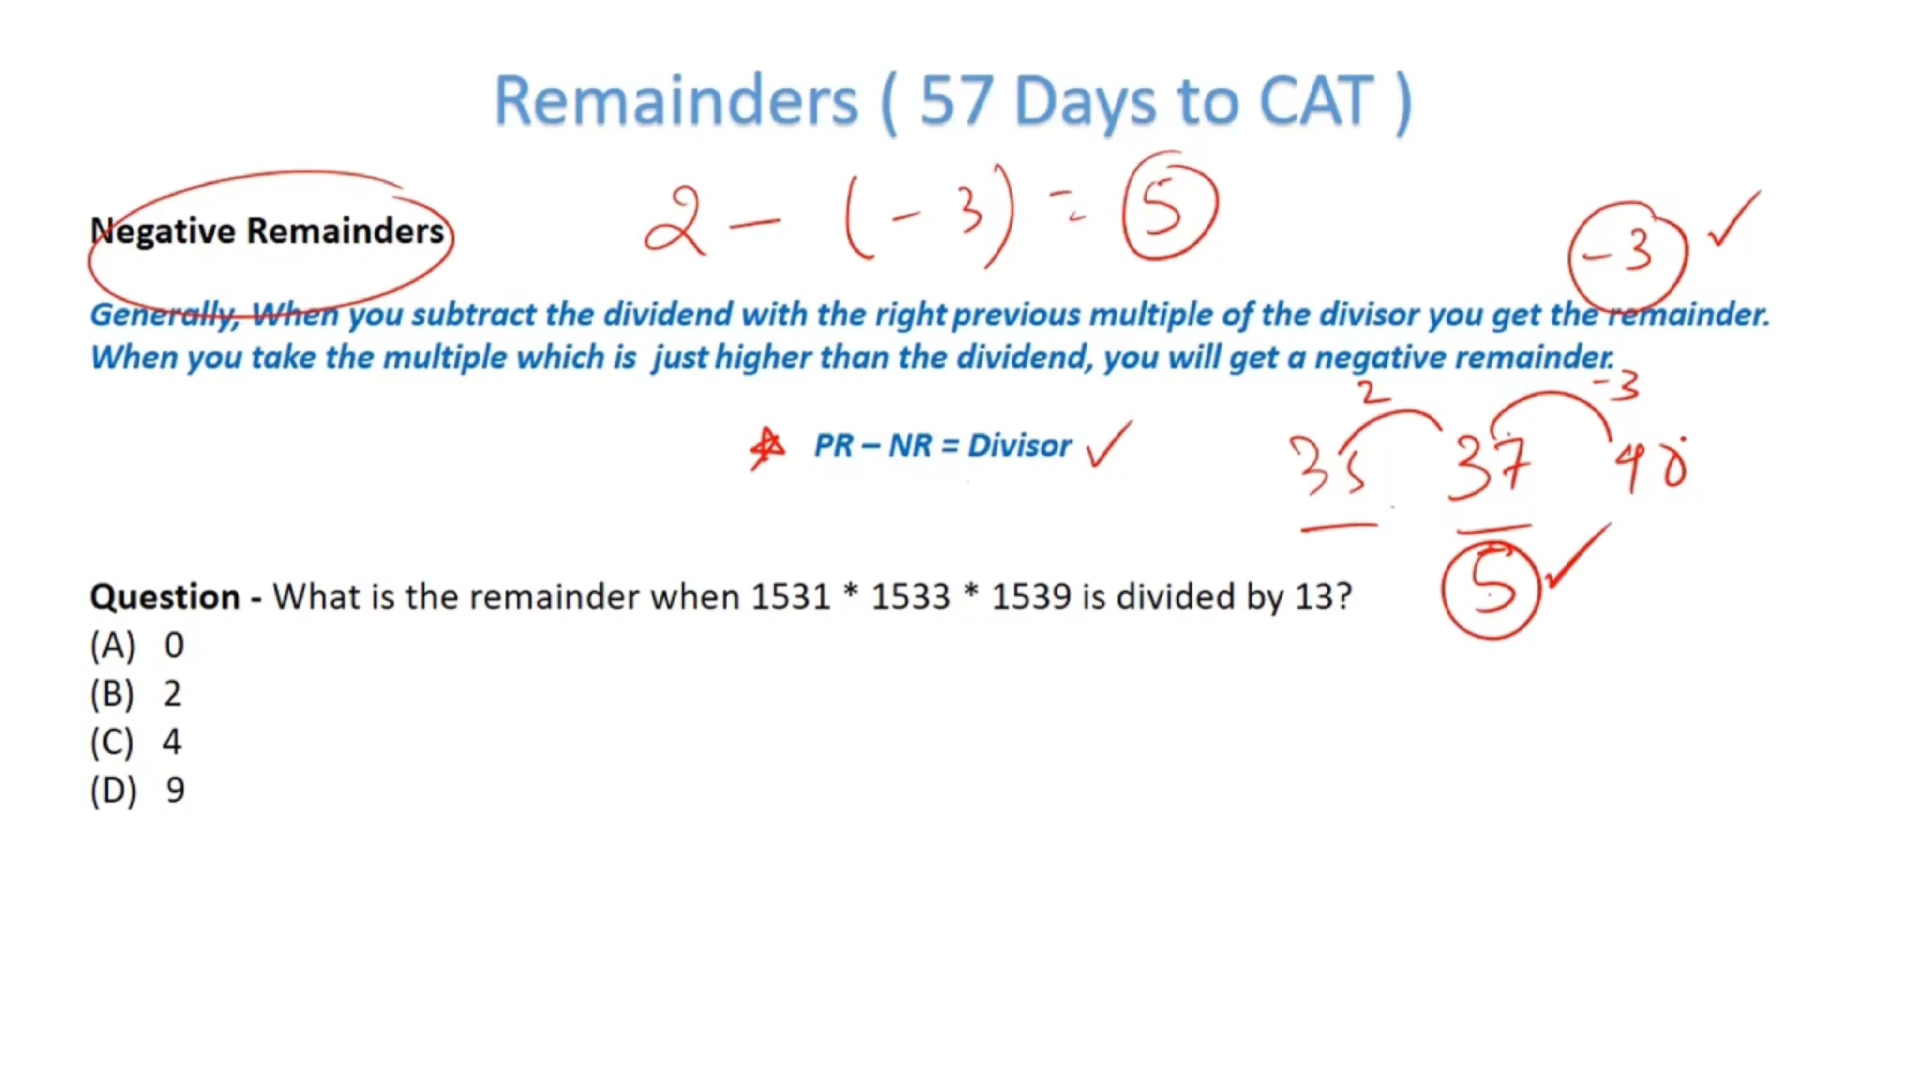 Remainders ( 57 Days to CAT )
2 - (-3) = 5
Negative Remainders
-3
Generally, When you subtract the dividend with the right previous multiple of the divisor you get the remainder.
When you take the multiple which is just higher than the dividend, you will get a negative remainder.
2 -3
PR – NR = Divisor
35 37 40
5
Question - What is the remainder when 1531 * 1533 * 1539 is divided by 13?
(A) 0
(B) 2
(C) 4
(D) 9